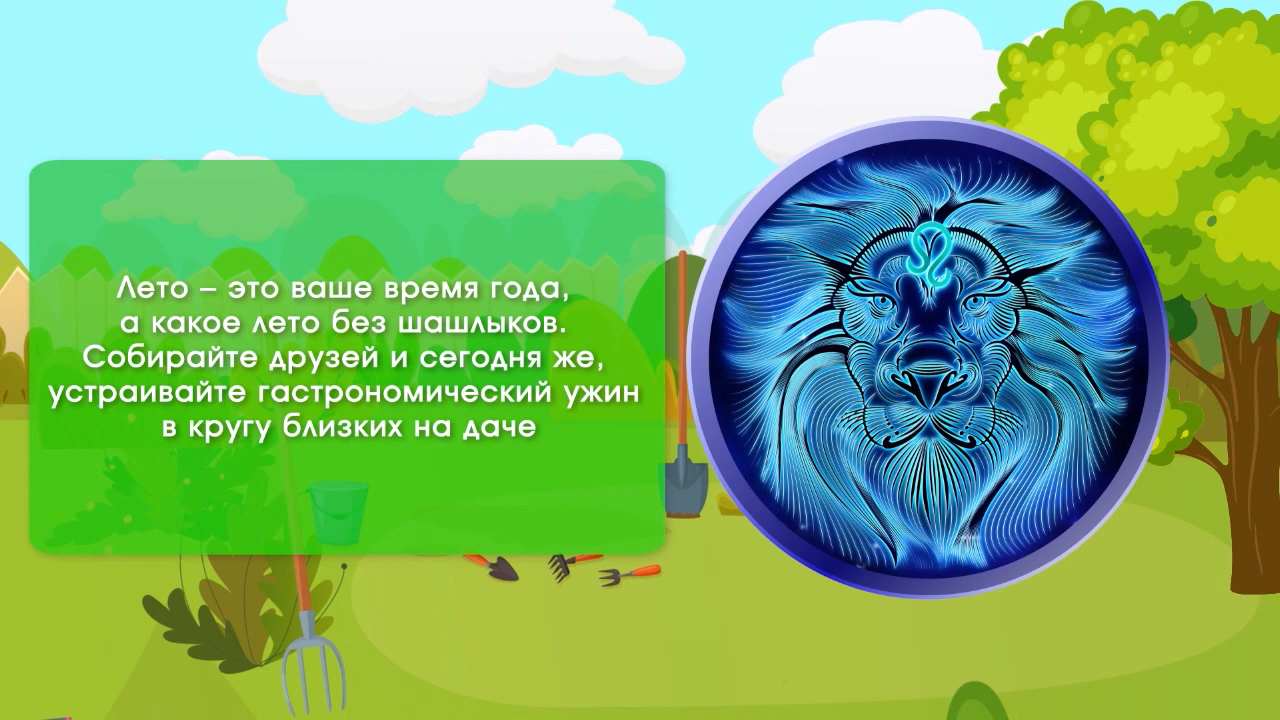 Лето – это ваше время года,
а какое лето без шашлыков.
Собирайте друзей и сегодня же,
устраивайте гастрономический ужин
в кругу близких на даче